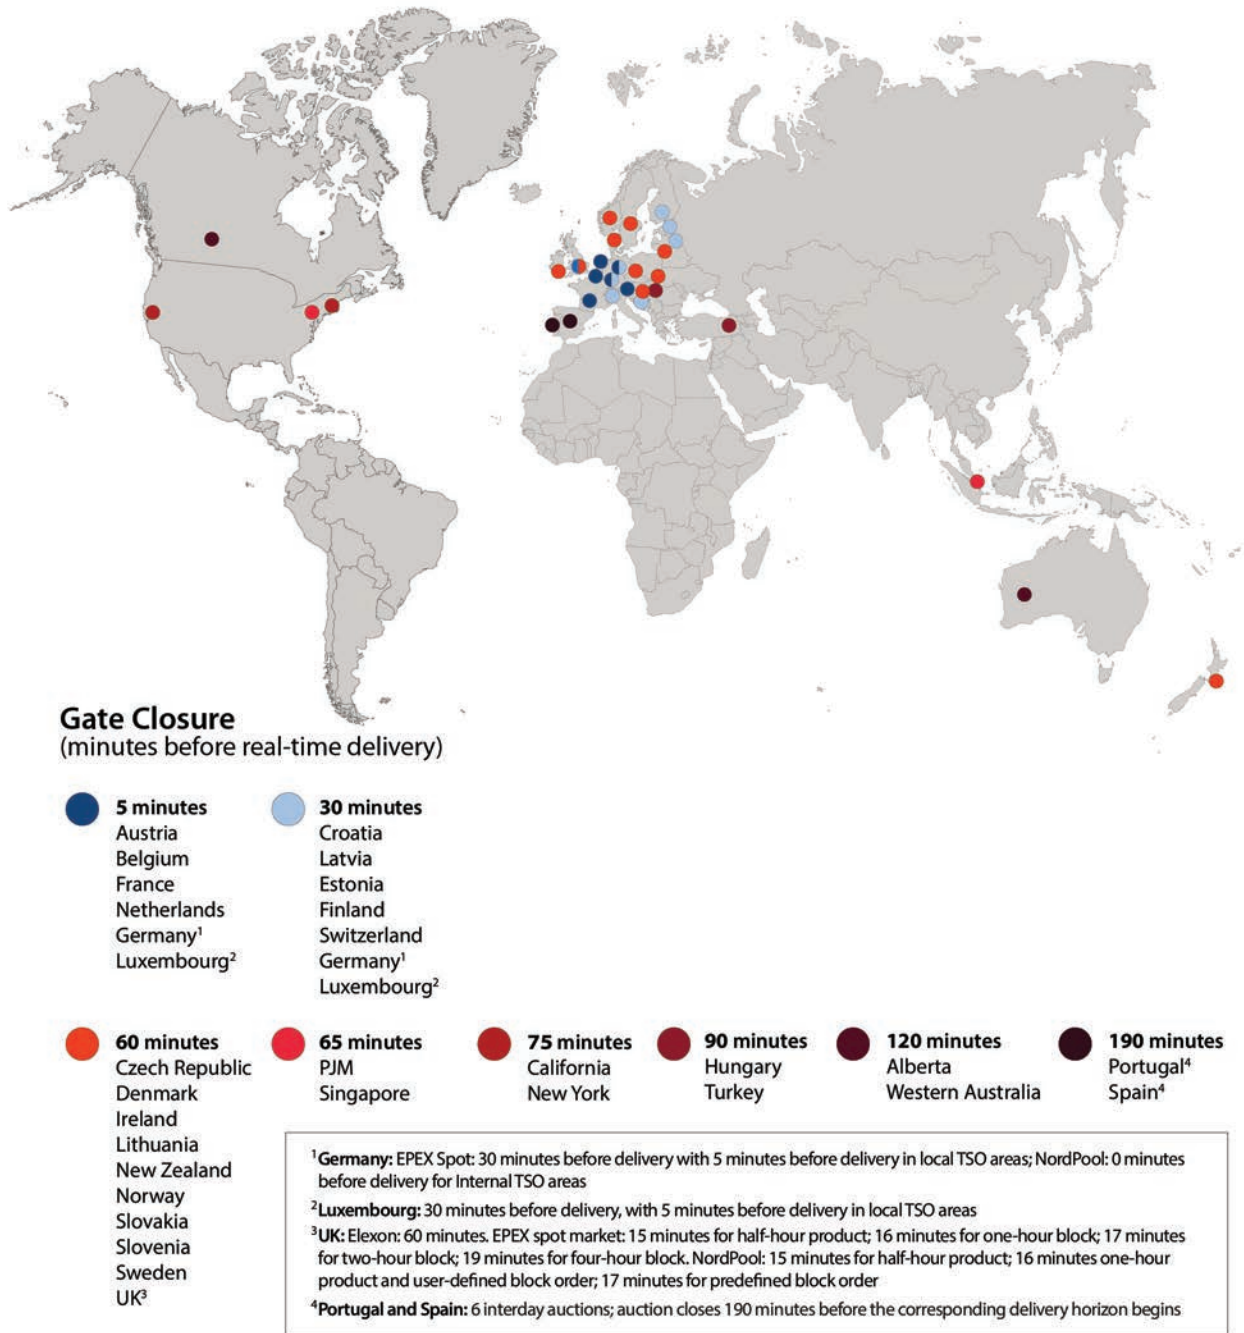 Gate Closure
(minutes before real-time delivery)
5 minutes
Austria
Belgium
France
Netherlands
Germany¹
Luxembourg²
30 minutes
Croatia
Latvia
Estonia
Finland
Switzerland
Germany¹
Luxembourg²
60 minutes
Czech Republic
Denmark
Ireland
Lithuania
New Zealand
Norway
Slovakia
Slovenia
Sweden
UK³
65 minutes
PJM
Singapore
75 minutes
California
New York
90 minutes
Hungary
Turkey
120 minutes
Alberta
Western Australia
190 minutes
Portugal⁴
Spain⁴
¹ Germany: EPEX Spot: 30 minutes before delivery with 5 minutes before delivery in local TSO areas; NordPool: 0 minutes
before delivery for Internal TSO areas
² Luxembourg: 30 minutes before delivery, with 5 minutes before delivery in local TSO areas
³ UK: Elexon: 60 minutes. EPEX spot market: 15 minutes for half-hour product; 16 minutes for one-hour block; 17 minutes
for two-hour block; 19 minutes for four-hour block. NordPool: 15 minutes for half-hour product; 16 minutes one-hour
product and user-defined block order; 17 minutes for predefined block order
⁴ Portugal and Spain: 6 interday auctions; auction closes 190 minutes before the corresponding delivery horizon begins